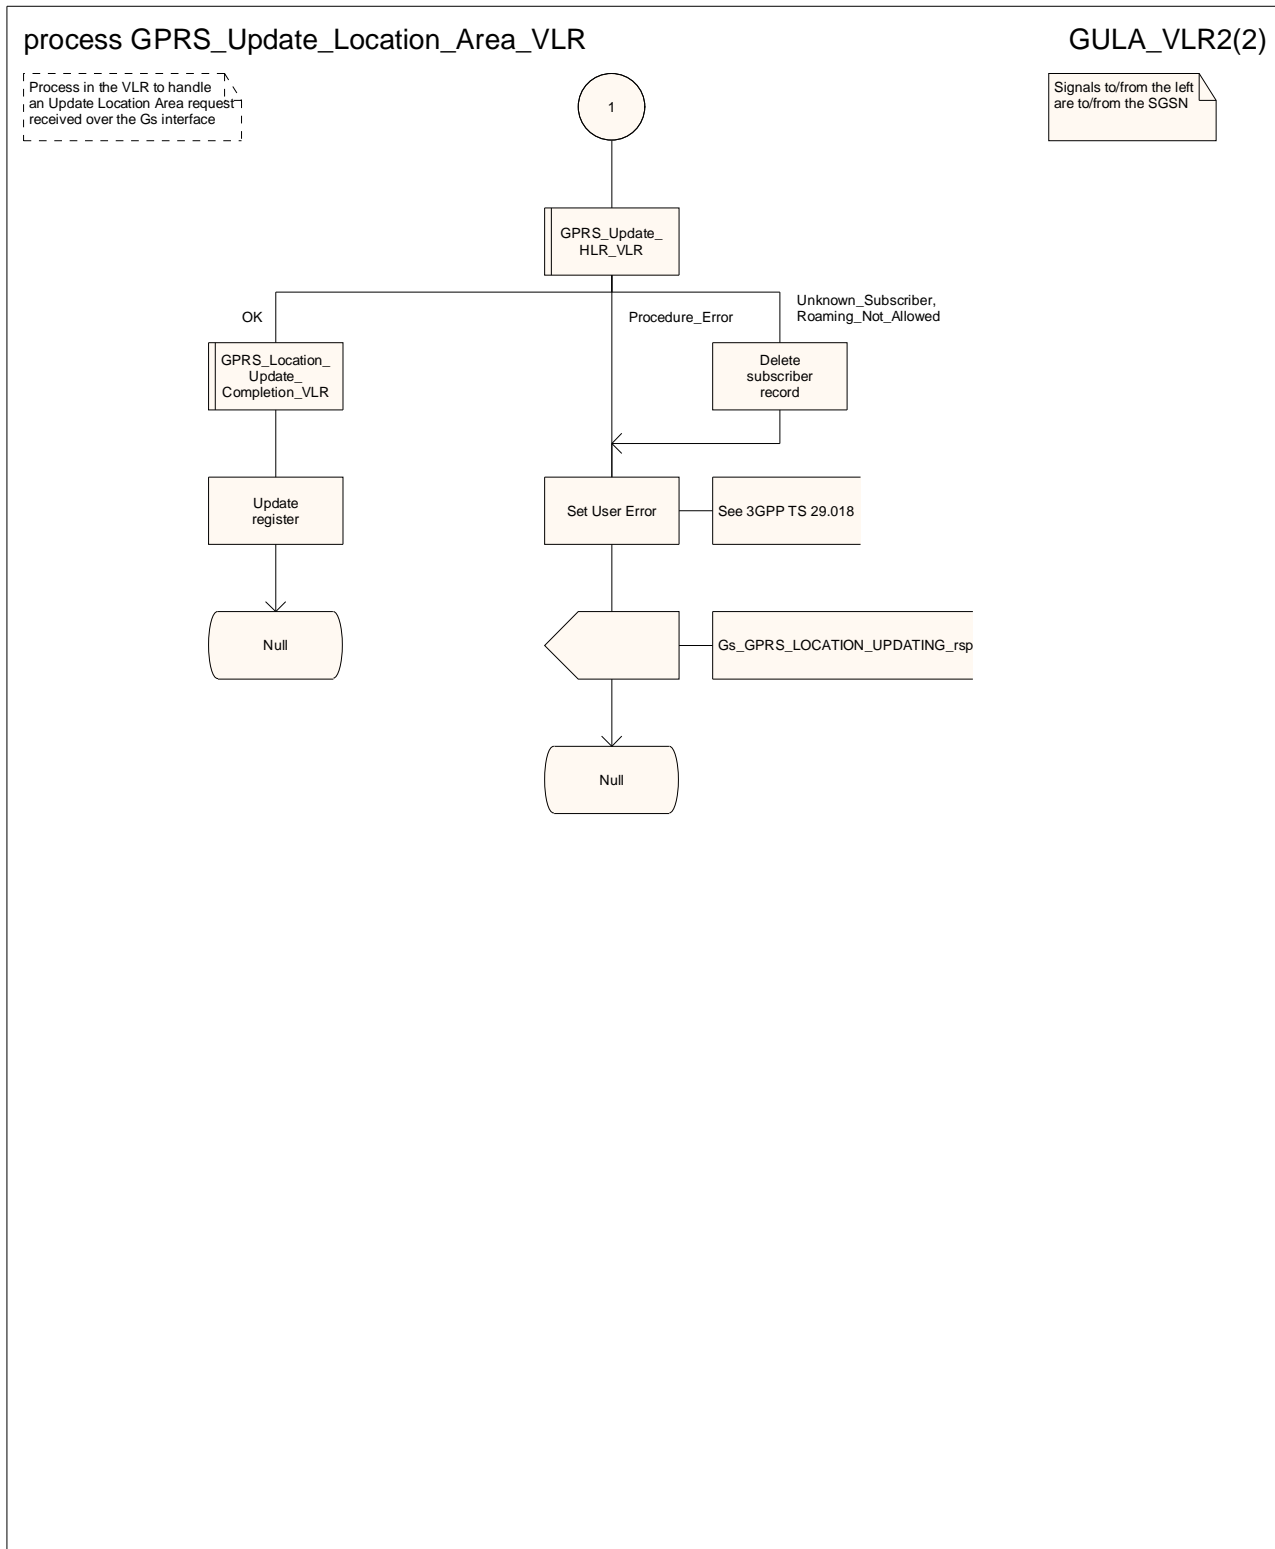 process GPRS_Update_Location_Area_VLR
GULA_VLR2(2)
Process in the VLR to handle
an Update Location Area request
received over the Gs interface
1
Signals to/from the left
are to/from the SGSN
GPRS_Update_
HLR_VLR
OK
Procedure_Error
Unknown_Subscriber,
Roaming_Not_Allowed
GPRS_Location_
Update_
Completion_VLR
Delete
subscriber
record
Update
register
Set User Error
See 3GPP TS 29.018
Null
Gs_GPRS_LOCATION_UPDATING_rsp
Null